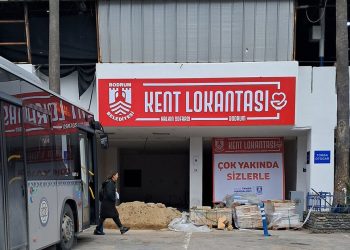 BODRUM
BELEDİYESİ
KENT LOKANTASI
HALKIN SOFRASI
BODRUM
KENT LOKANTASI
ÇOK YAKINDA
SİZLERLE